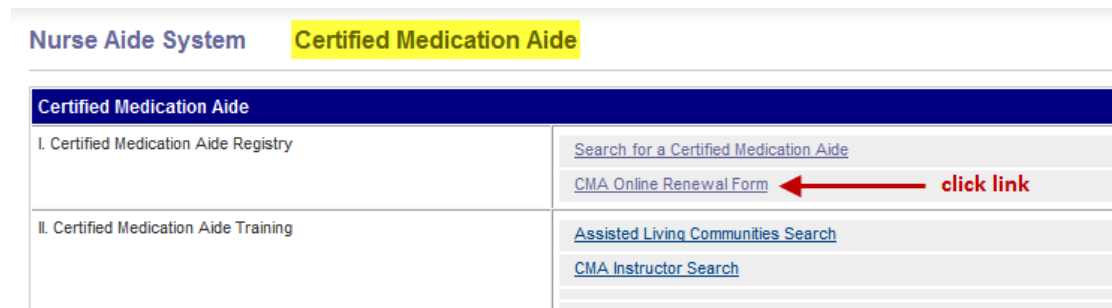 Nurse Aide System Certified Medication Aide
Certified Medication Aide
I. Certified Medication Aide Registry
Search for a Certified Medication Aide
CMA Online Renewal Form click link
II. Certified Medication Aide Training
Assisted Living Communities Search
CMA Instructor Search